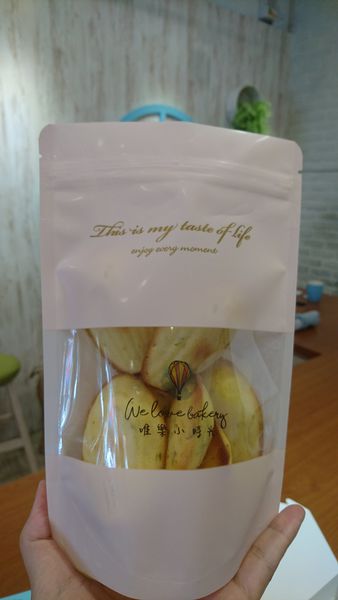 This is my taste of life
enjoy every moment
We love bakery
唯樂小時光